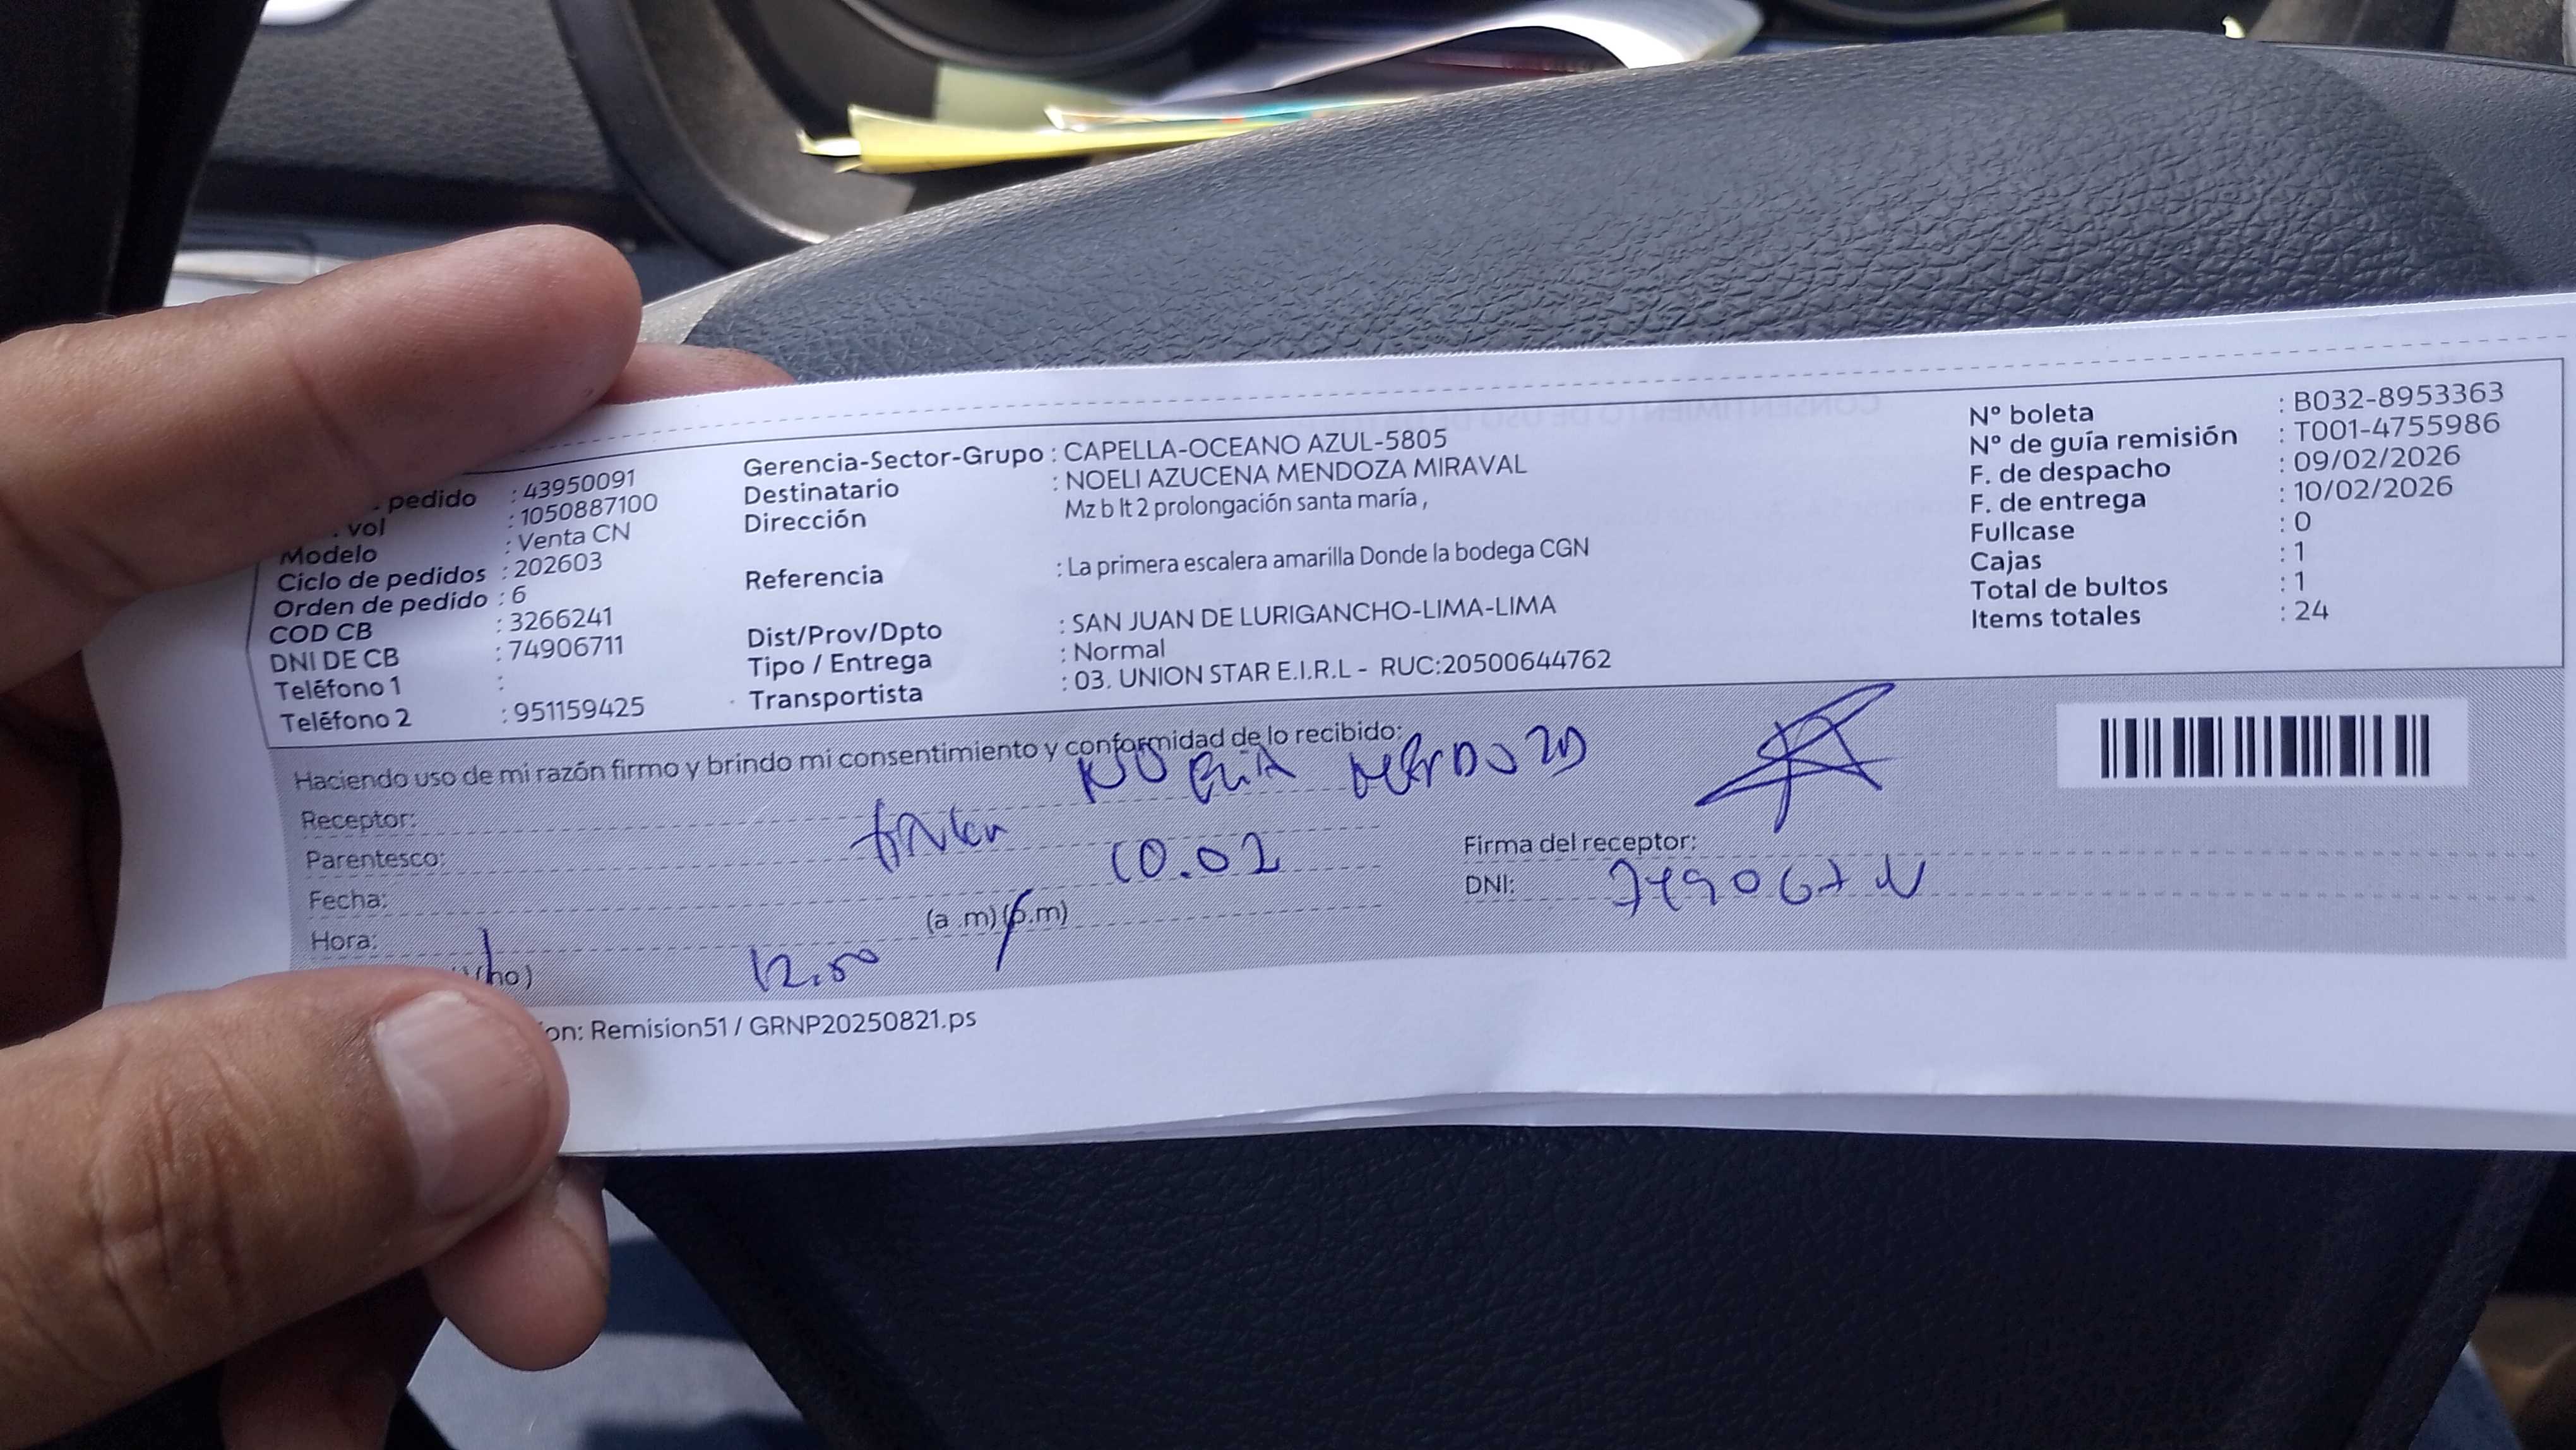 pedido : 43950091
vol : 1050887100
Modelo : Venta CN
Ciclo de pedidos : 202603
Orden de pedido : 6
COD CB : 3266241
DNI DE CB : 74906711
Teléfono 1 :
Teléfono 2 : 951159425
Gerencia-Sector-Grupo : CAPELLA-OCEANO AZUL-5805
Destinatario : NOELI AZUCENA MENDOZA MIRAVAL
Dirección Mz b lt 2 prolongación santa maría ,
Referencia : La primera escalera amarilla Donde la bodega CGN
Dist/Prov/Dpto : SAN JUAN DE LURIGANCHO-LIMA-LIMA
Tipo / Entrega : Normal
Transportista : 03. UNION STAR E.I.R.L - RUC:20500644762
N° boleta : B032-8953363
N° de guía remisión : T001-4755986
F. de despacho : 09/02/2026
F. de entrega : 10/02/2026
Fullcase : 0
Cajas : 1
Total de bultos : 1
Items totales : 24
Haciendo uso de mi razón firmo y brindo mi consentimiento y conformidad de lo recibido:
Receptor:
Parentesco:
Fecha: 10.02
Hora: 12.50 (a .m) (p.m)
Firma del receptor:
DNI:
on: Remision51 / GRNP20250821.ps